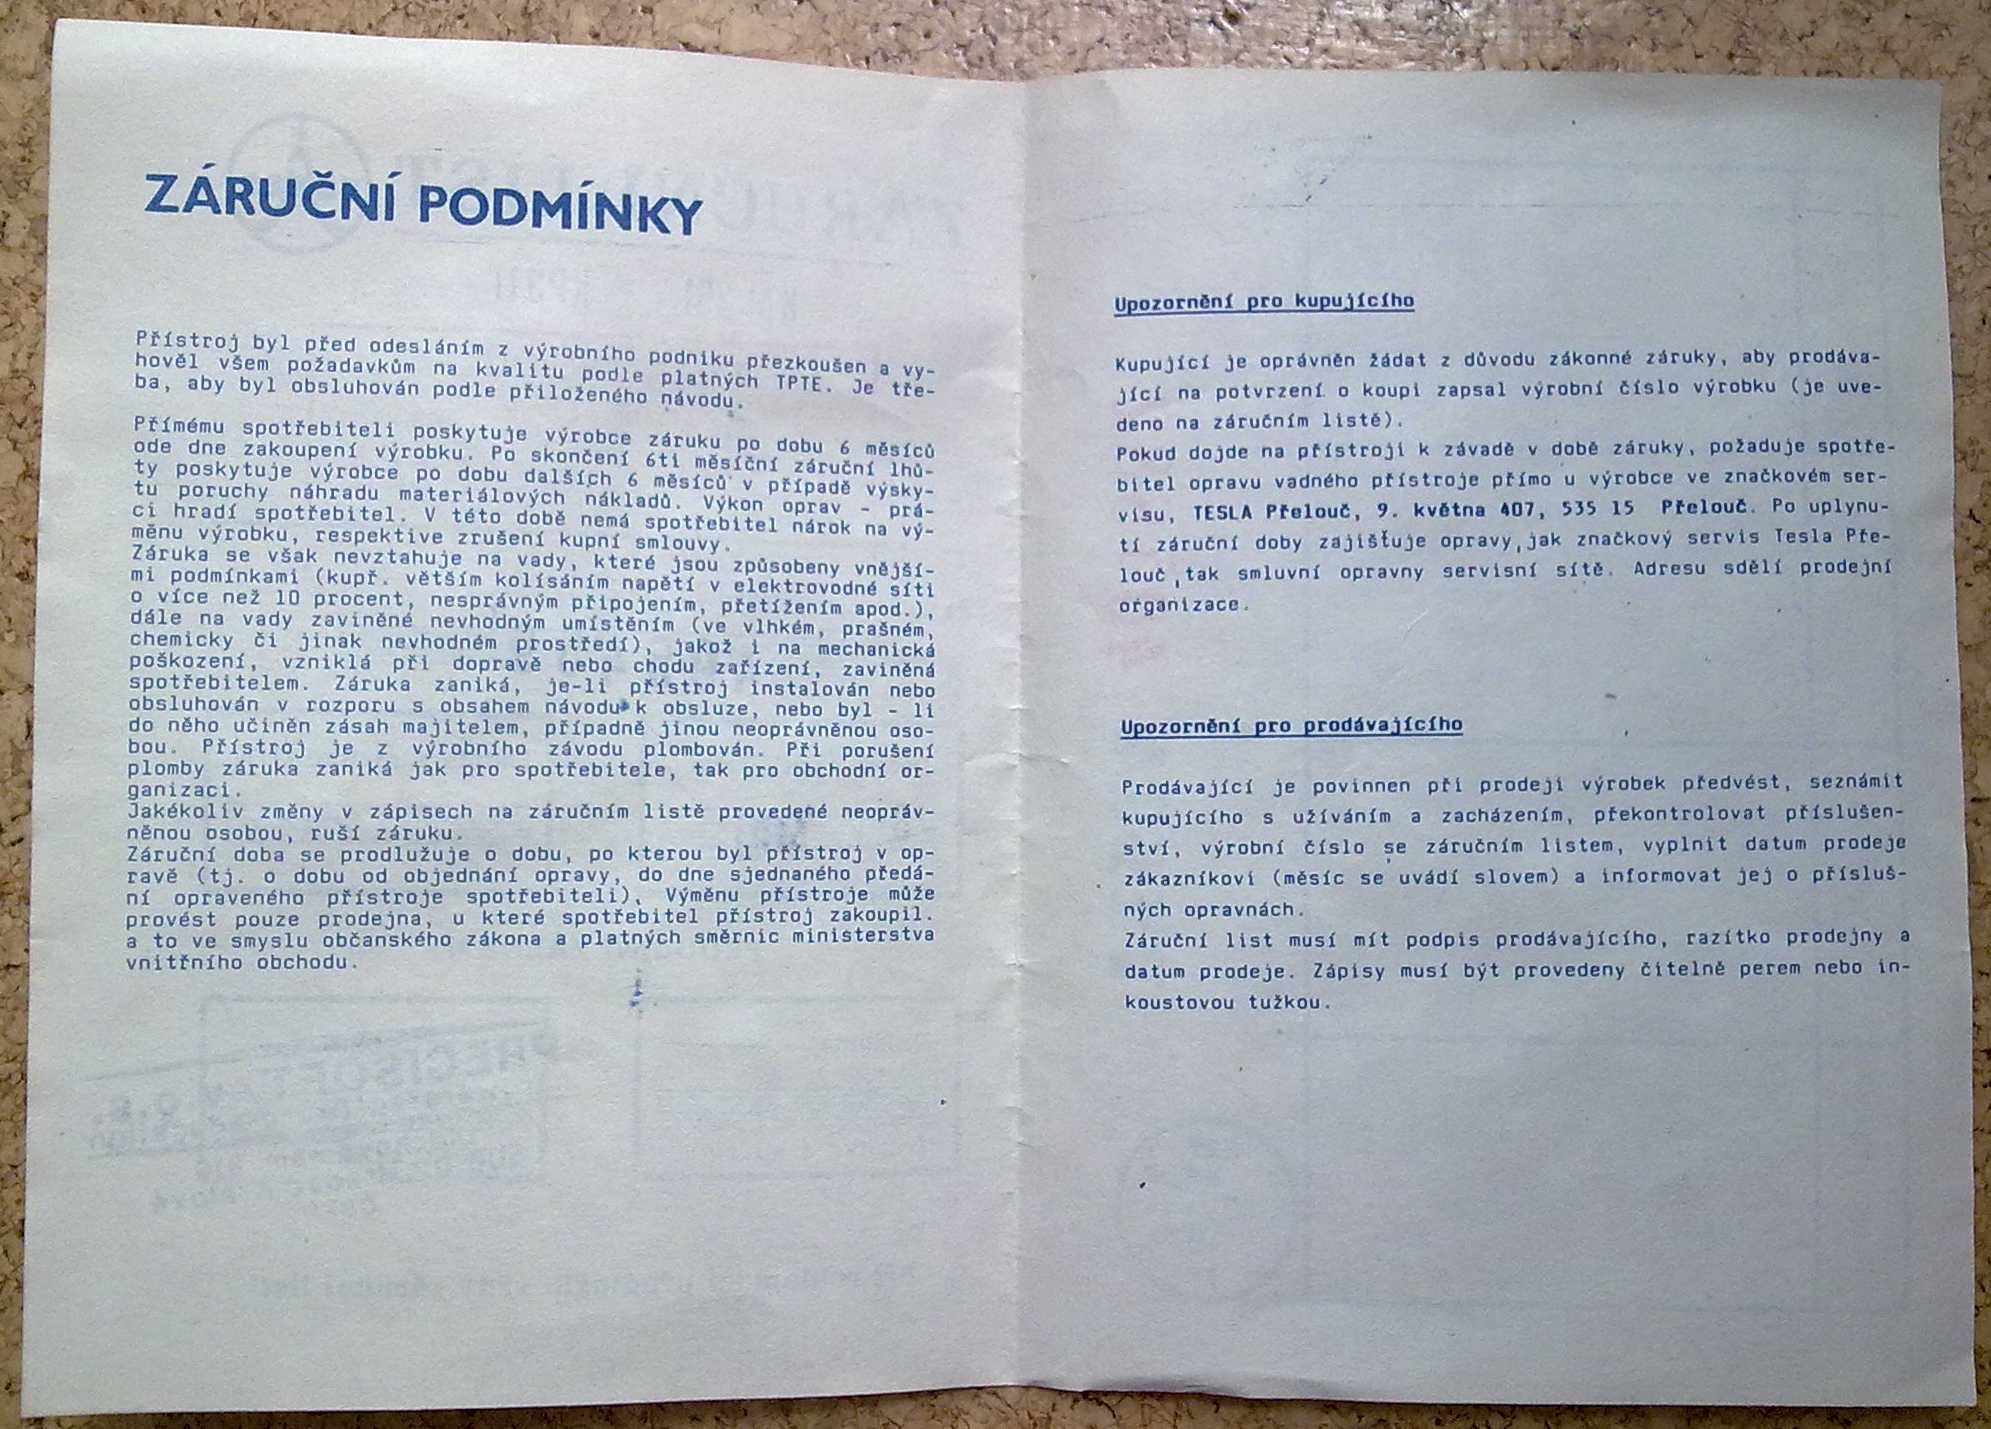 ZÁRUČNÍ PODMÍNKY
Přístroj byl před odesláním z výrobního podniku přezkoušen a vy-
hověl všem požadavkům na kvalitu podle platných TPTE. Je tře-
ba, aby byl obsluhován podle přiloženého návodu.
Přímému spotřebiteli poskytuje výrobce záruku po dobu 6 měsíců
ode dne zakoupení výrobku. Po skončení 6ti měsíční záruční lhů-
ty poskytuje výrobce po dobu dalších 6 měsíců v případě výsky-
tu poruchy náhradu materiálových nákladů. Výkon oprav - prá-
ci hradí spotřebitel. V této době nemá spotřebitel nárok na vý-
měnu výrobku, respektive zrušení kupní smlouvy.
Záruka se však nevztahuje na vady, které jsou způsobeny vnější-
mi podmínkami (kupř. větším kolísáním napětí v elektrovodné síti
o více než 10 procent, nesprávným připojením, přetížením apod.),
dále na vady zaviněné nevhodným umístěním (ve vlhkém, prašném,
chemicky či jinak nevhodném prostředí), jakož i na mechanická
poškození, vzniklá při dopravě nebo chodu zařízení, zaviněná
spotřebitelem. Záruka zaniká, je-li přístroj instalován nebo
obsluhován v rozporu s obsahem návodu k obsluze, nebo byl - li
do něho učiněn zásah majitelem, případně jinou neoprávněnou oso-
bou. Přístroj je z výrobního závodu plombován. Při porušení
plomby záruka zaniká jak pro spotřebitele, tak pro obchodní or-
ganizaci.
Jakékoliv změny v zápisech na záručním listě provedené neopráv-
něnou osobou, ruší záruku.
Záruční doba se prodlužuje o dobu, po kterou byl přístroj v op-
ravě (tj. o dobu od objednání opravy, do dne sjednaného předá-
ní opraveného přístroje spotřebiteli). Výměnu přístroje může
provést pouze prodejna, u které spotřebitel přístroj zakoupil.
a to ve smyslu občanského zákona a platných směrnic ministerstva
vnitřního obchodu.
Upozornění pro kupujícího
Kupující je oprávněn žádat z důvodu zákonné záruky, aby prodáva-
jící na potvrzení o koupi zapsal výrobní číslo výrobku (je uve-
deno na záručním listě).
Pokud dojde na přístroji k závadě v době záruky, požaduje spotře-
bitel opravu vadného přístroje přímo u výrobce ve značkovém ser-
visu, TESLA Přelouč, 9. května 407, 535 15 Přelouč. Po uplynu-
tí záruční doby zajišťuje opravy,jak značkový servis Tesla Pře-
louč,tak smluvní opravny servisní sítě. Adresu sdělí prodejní
organizace.
Upozornění pro prodávajícího
Prodávající je povinnen při prodeji výrobek předvést, seznámit
kupujícího s užíváním a zacházením, překontrolovat příslušen-
ství, výrobní číslo se záručním listem, vyplnit datum prodeje
zákazníkovi (měsíc se uvádí slovem) a informovat jej o přísluš-
ných opravnách.
Záruční list musí mít podpis prodávajícího, razítko prodejny a
datum prodeje. Zápisy musí být provedeny čitelně perem nebo in-
koustovou tužkou.